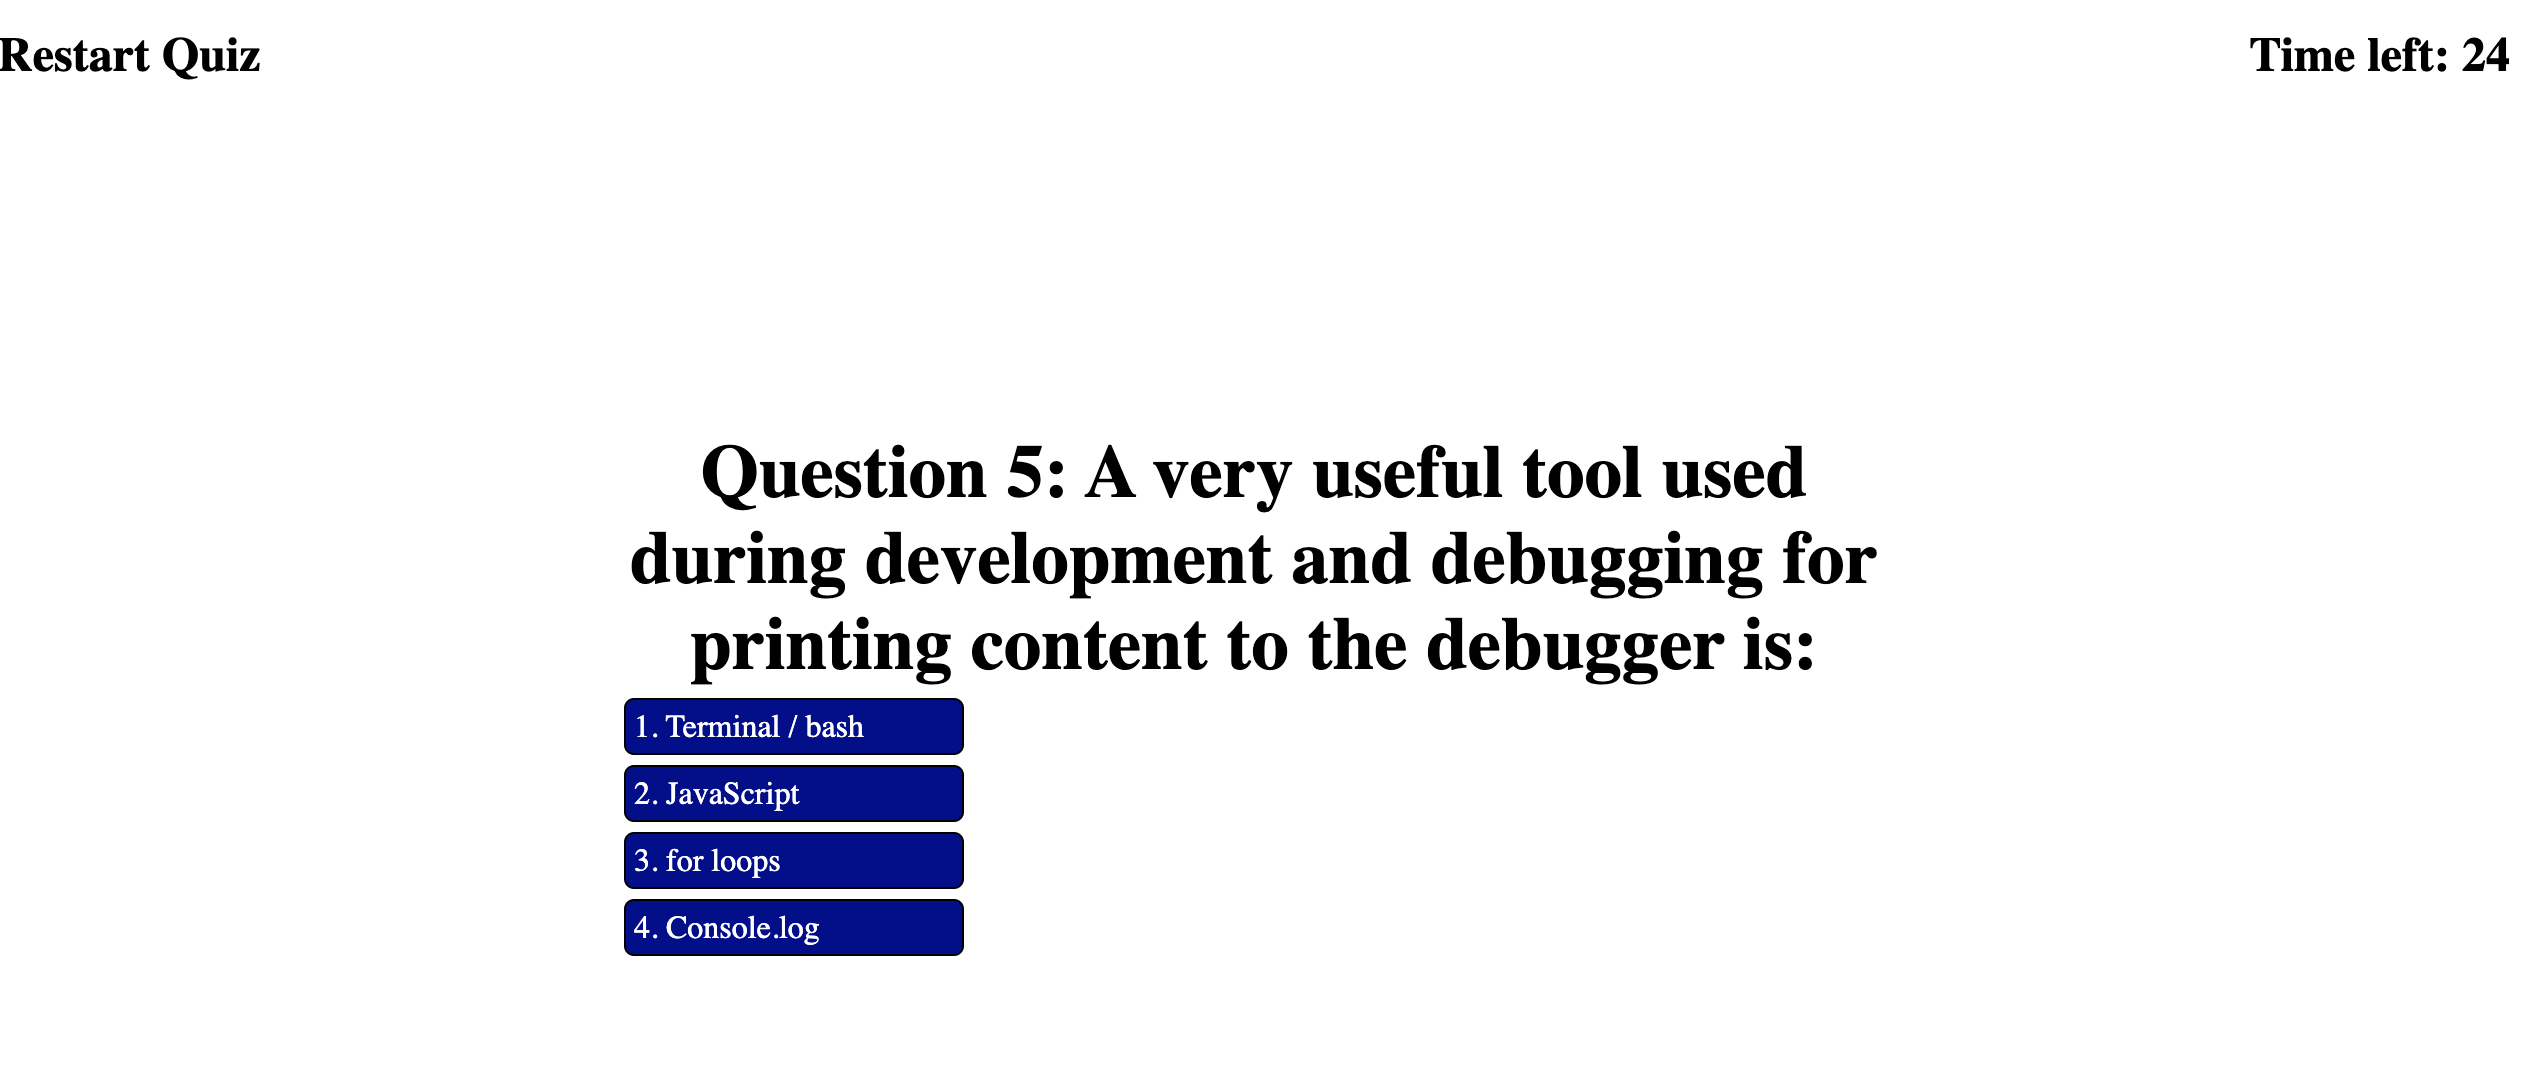 Restart Quiz
Time left: 24
Question 5: A very useful tool used
during development and debugging for
printing content to the debugger is:
1. Terminal / bash
2. JavaScript
3. for loops
4. Console.log